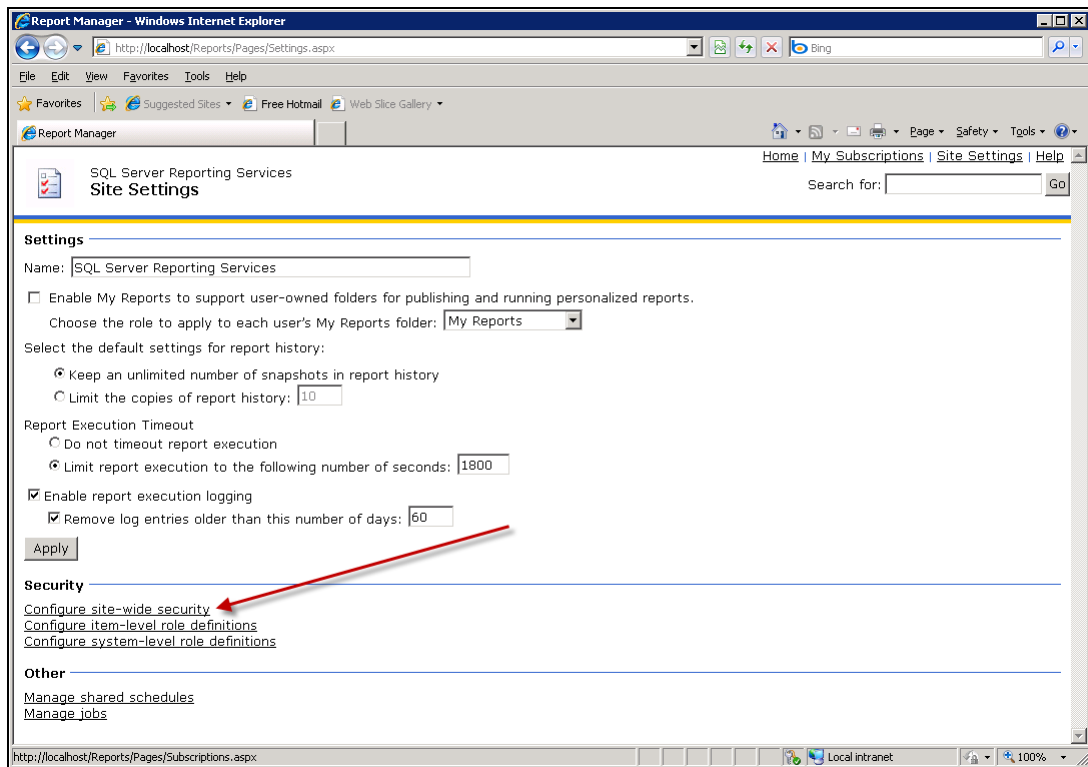 Report Manager - Windows Internet Explorer
http://localhost/Reports/Pages/Settings.aspx
Bing
File Edit View Favorites Tools Help
Favorites Suggested Sites Free Hotmail Web Slice Gallery
Report Manager
Page Safety Tools
Home | My Subscriptions | Site Settings | Help
SQL Server Reporting Services
Site Settings
Search for: Go
Settings
Name: SQL Server Reporting Services
Enable My Reports to support user-owned folders for publishing and running personalized reports.
Choose the role to apply to each user's My Reports folder: My Reports
Select the default settings for report history:
Keep an unlimited number of snapshots in report history
Limit the copies of report history: 10
Report Execution Timeout
Do not timeout report execution
Limit report execution to the following number of seconds: 1800
Enable report execution logging
Remove log entries older than this number of days: 60
Apply
Security
Configure site-wide security
Configure item-level role definitions
Configure system-level role definitions
Other
Manage shared schedules
Manage jobs
http://localhost/Reports/Pages/Subscriptions.aspx
Local intranet
100%